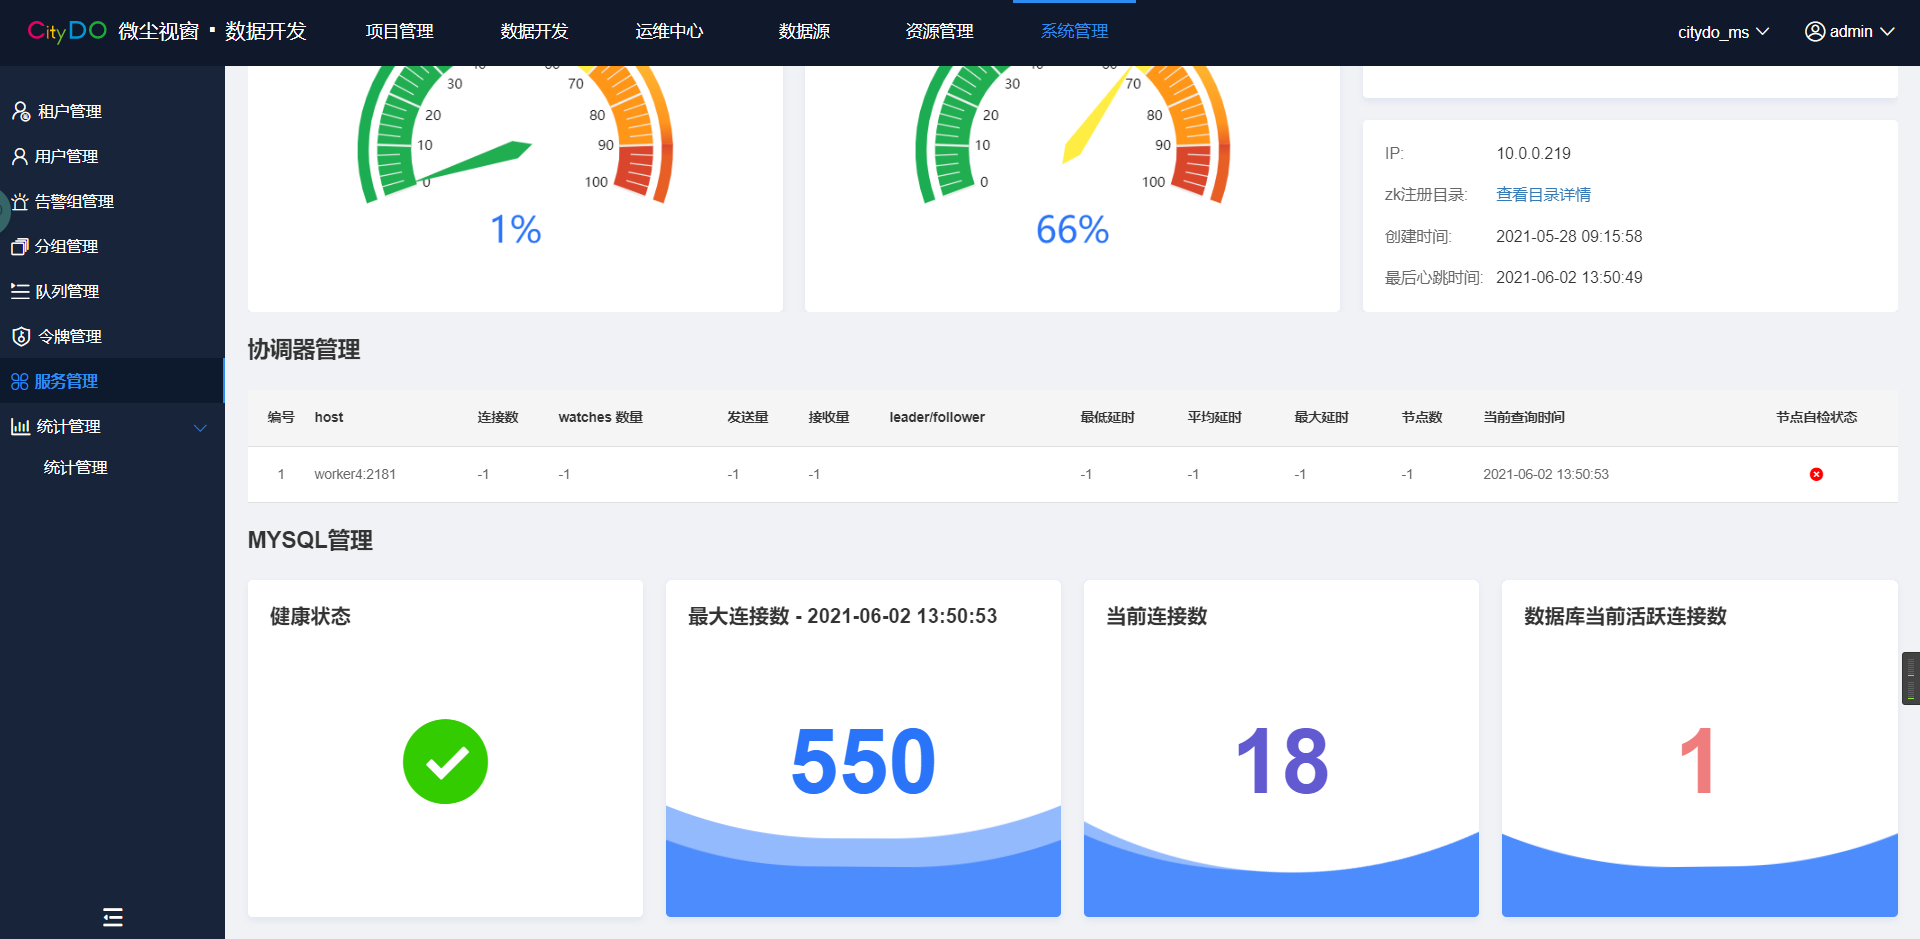 CityDO 微尘视窗 · 数据开发
项目管理
数据开发
运维中心
数据源
资源管理
系统管理
citydo_ms
admin
租户管理
用户管理
告警组管理
分组管理
队列管理
令牌管理
服务管理
统计管理
统计管理
30
20
10
0
70
80
90
100
1%
30
20
10
0
70
80
90
100
66%
IP: 10.0.0.219
zk注册目录: 查看目录详情
创建时间: 2021-05-28 09:15:58
最后心跳时间: 2021-06-02 13:50:49
协调器管理
编号 host 连接数 watches 数量 发送量 接收量 leader/follower 最低延时 平均延时 最大延时 节点数 当前查询时间 节点自检状态
1 worker4:2181 -1 -1 -1 -1 -1 -1 -1 -1 2021-06-02 13:50:53
MYSQL管理
健康状态
最大连接数 - 2021-06-02 13:50:53
550
当前连接数
18
数据库当前活跃连接数
1